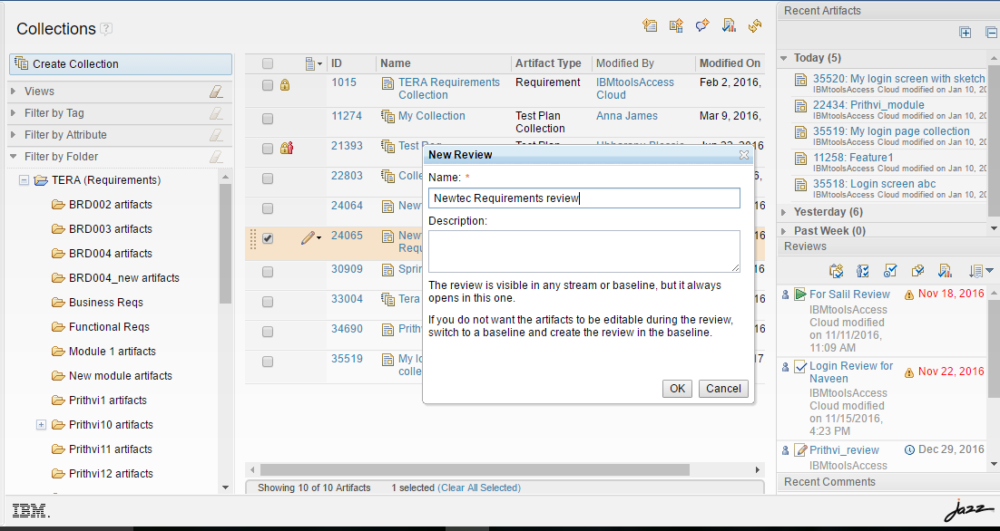 Collections ?
Create Collection
Views
Filter by Tag
Filter by Attribute
Filter by Folder
TERA (Requirements)
BRD002 artifacts
BRD003 artifacts
BRD004 artifacts
BRD004_new artifacts
Business Reqs
Functional Reqs
Module 1 artifacts
New module artifacts
Prithvi1 artifacts
Prithvi10 artifacts
Prithvi11 artifacts
Prithvi12 artifacts
ID Name Artifact Type Modified By Modified On
1015 TERA Requirements Requirement IBMtoolsAccess Feb 2, 2016,
Collection Cloud
11274 My Collection Test Plan Anna James Mar 9, 2016,
Collection
21393 Test Test Plan
22803 Colle
24064 New
24065
Requ
30909 Sprin
33004 Tera
34690 Prith
35519 My lo
colle
New Review
Name: *
Newtec Requirements review
Description:
The review is visible in any stream or baseline, but it always
opens in this one.
If you do not want the artifacts to be editable during the review,
switch to a baseline and create the review in the baseline.
OK Cancel
Showing 10 of 10 Artifacts 1 selected (Clear All Selected)
Recent Artifacts
Today (5)
35520: My login screen with sketch
IBMtoolsAccess Cloud modified on Jan 10, 20
22434: Prithvi_module
IBMtoolsAccess Cloud modified on Jan 10, 20
35519: My login page collection
IBMtoolsAccess Cloud modified on Jan 10, 20
11258: Feature1
IBMtoolsAccess Cloud modified on Jan 10, 20
35518: Login screen abc
IBMtoolsAccess Cloud modified on Jan 10, 20
Yesterday (6)
Past Week (0)
Reviews
For Salil Review Nov 18, 2016
IBMtoolsAccess
Cloud modified
on 11/11/2016,
11:09 AM
Login Review for Nov 22, 2016
Naveen
IBMtoolsAccess
Cloud modified
on 11/15/2016,
4:23 PM
Prithvi_review Dec 29, 2016
IBMtoolsAccess
Recent Comments
IBM.
jazz